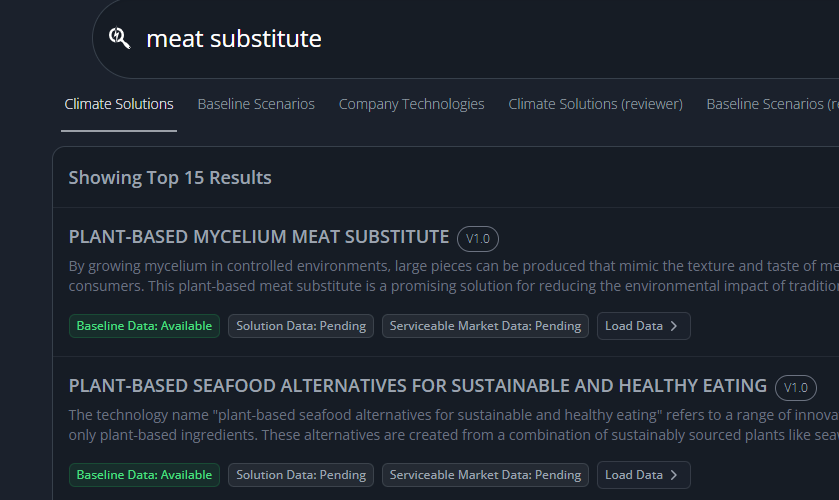 meat substitute
Climate Solutions Baseline Scenarios Company Technologies Climate Solutions (reviewer) Baseline Scenarios
Showing Top 15 Results
PLANT-BASED MYCELIUM MEAT SUBSTITUTE V1.0
By growing mycelium in controlled environments, large pieces can be produced that mimic the texture and taste of
consumers. This plant-based meat substitute is a promising solution for reducing the environmental impact of
Baseline Data: Available Solution Data: Pending Serviceable Market Data: Pending Load Data
PLANT-BASED SEAFOOD ALTERNATIVES FOR SUSTAINABLE AND HEALTHY EATING V1.0
The technology name "plant-based seafood alternatives for sustainable and healthy eating" refers to a range of
only plant-based ingredients. These alternatives are created from a combination of sustainably sourced plants like
Baseline Data: Available Solution Data: Pending Serviceable Market Data: Pending Load Data